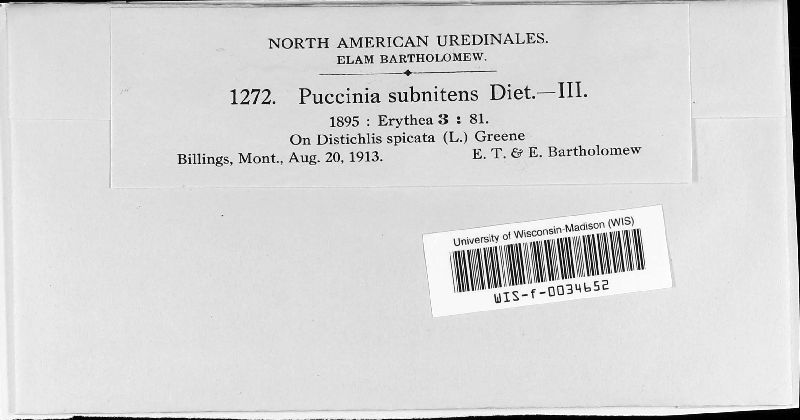 NORTH AMERICAN UREDINALES.
ELAM BARTHOLOMEW.
1272. Puccinia subnitens Diet.—III.
1895 : Erythea 3 : 81.
On Distichlis spicata (L.) Greene
Billings, Mont., Aug. 20, 1913. E. T. & E. Bartholomew
University of Wisconsin-Madison (WIS)
WIS-f-0034652